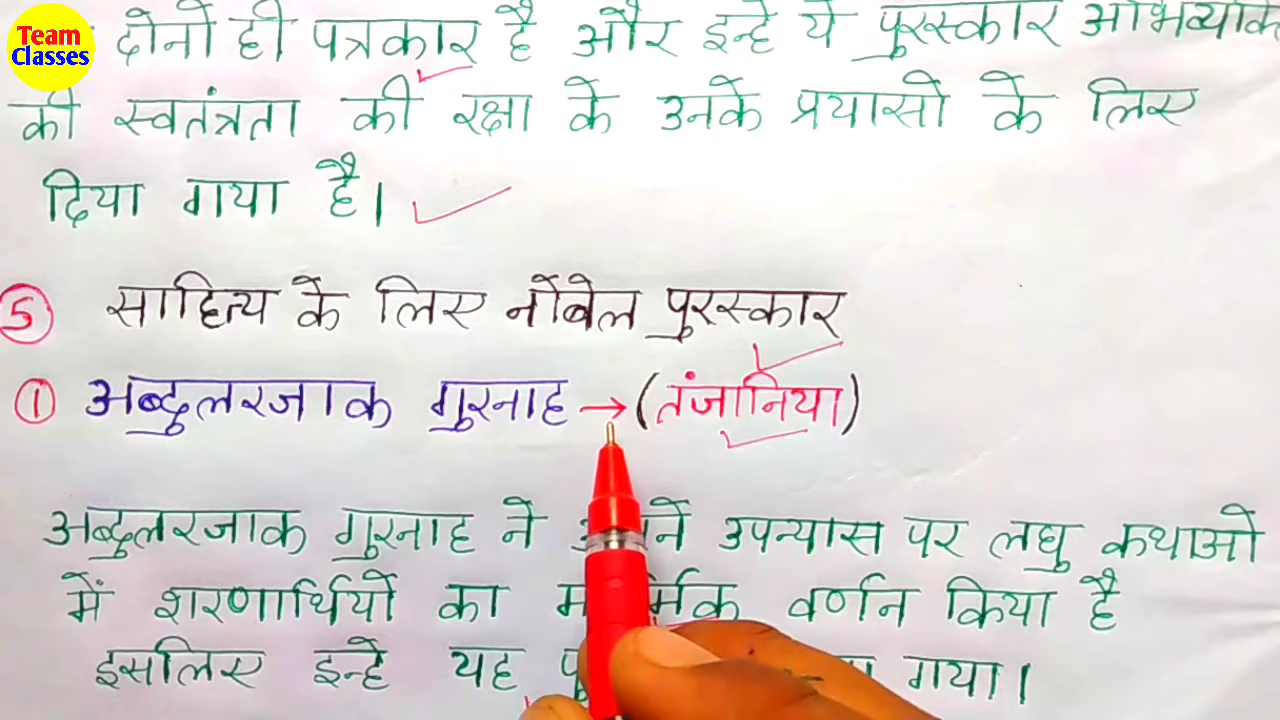 Team
Classes
दोनो ही पत्रकार है और इन्हे ये पुरस्कार
की स्वतंत्रता की रक्षा के उनके प्रयासो के लिए
दिया गया है।
5 साहित्य के लिए नोंबेल पुरस्कार
1 अब्दुलरजाक गुरनाह → (तंजानिया)
अब्दुलरजाक गुरनाह ने उपन्यास पर लघु कथाओ
में शरणार्थियों का वर्णन किया है
इसलिए इन्हे यह गया।